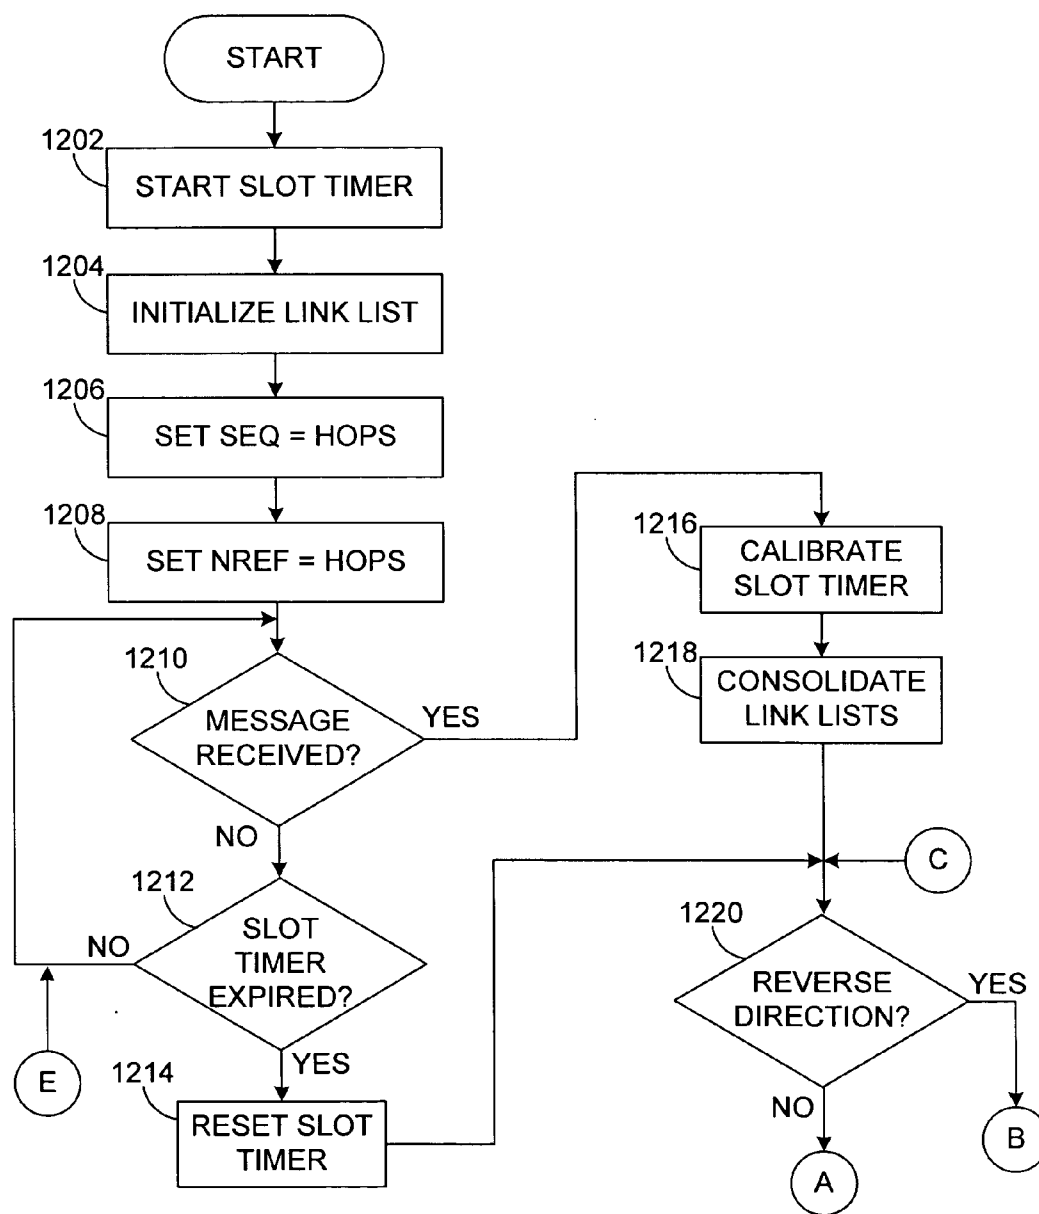 START
1202
START SLOT TIMER
1204
INITIALIZE LINK LIST
1206
SET SEQ = HOPS
1208
SET NREF = HOPS
1210
MESSAGE
RECEIVED?
YES
NO
1212
SLOT
TIMER
EXPIRED?
NO
YES
E
1214
RESET SLOT
TIMER
1216
CALIBRATE
SLOT TIMER
1218
CONSOLIDATE
LINK LISTS
C
1220
REVERSE
DIRECTION?
YES
NO
B
A